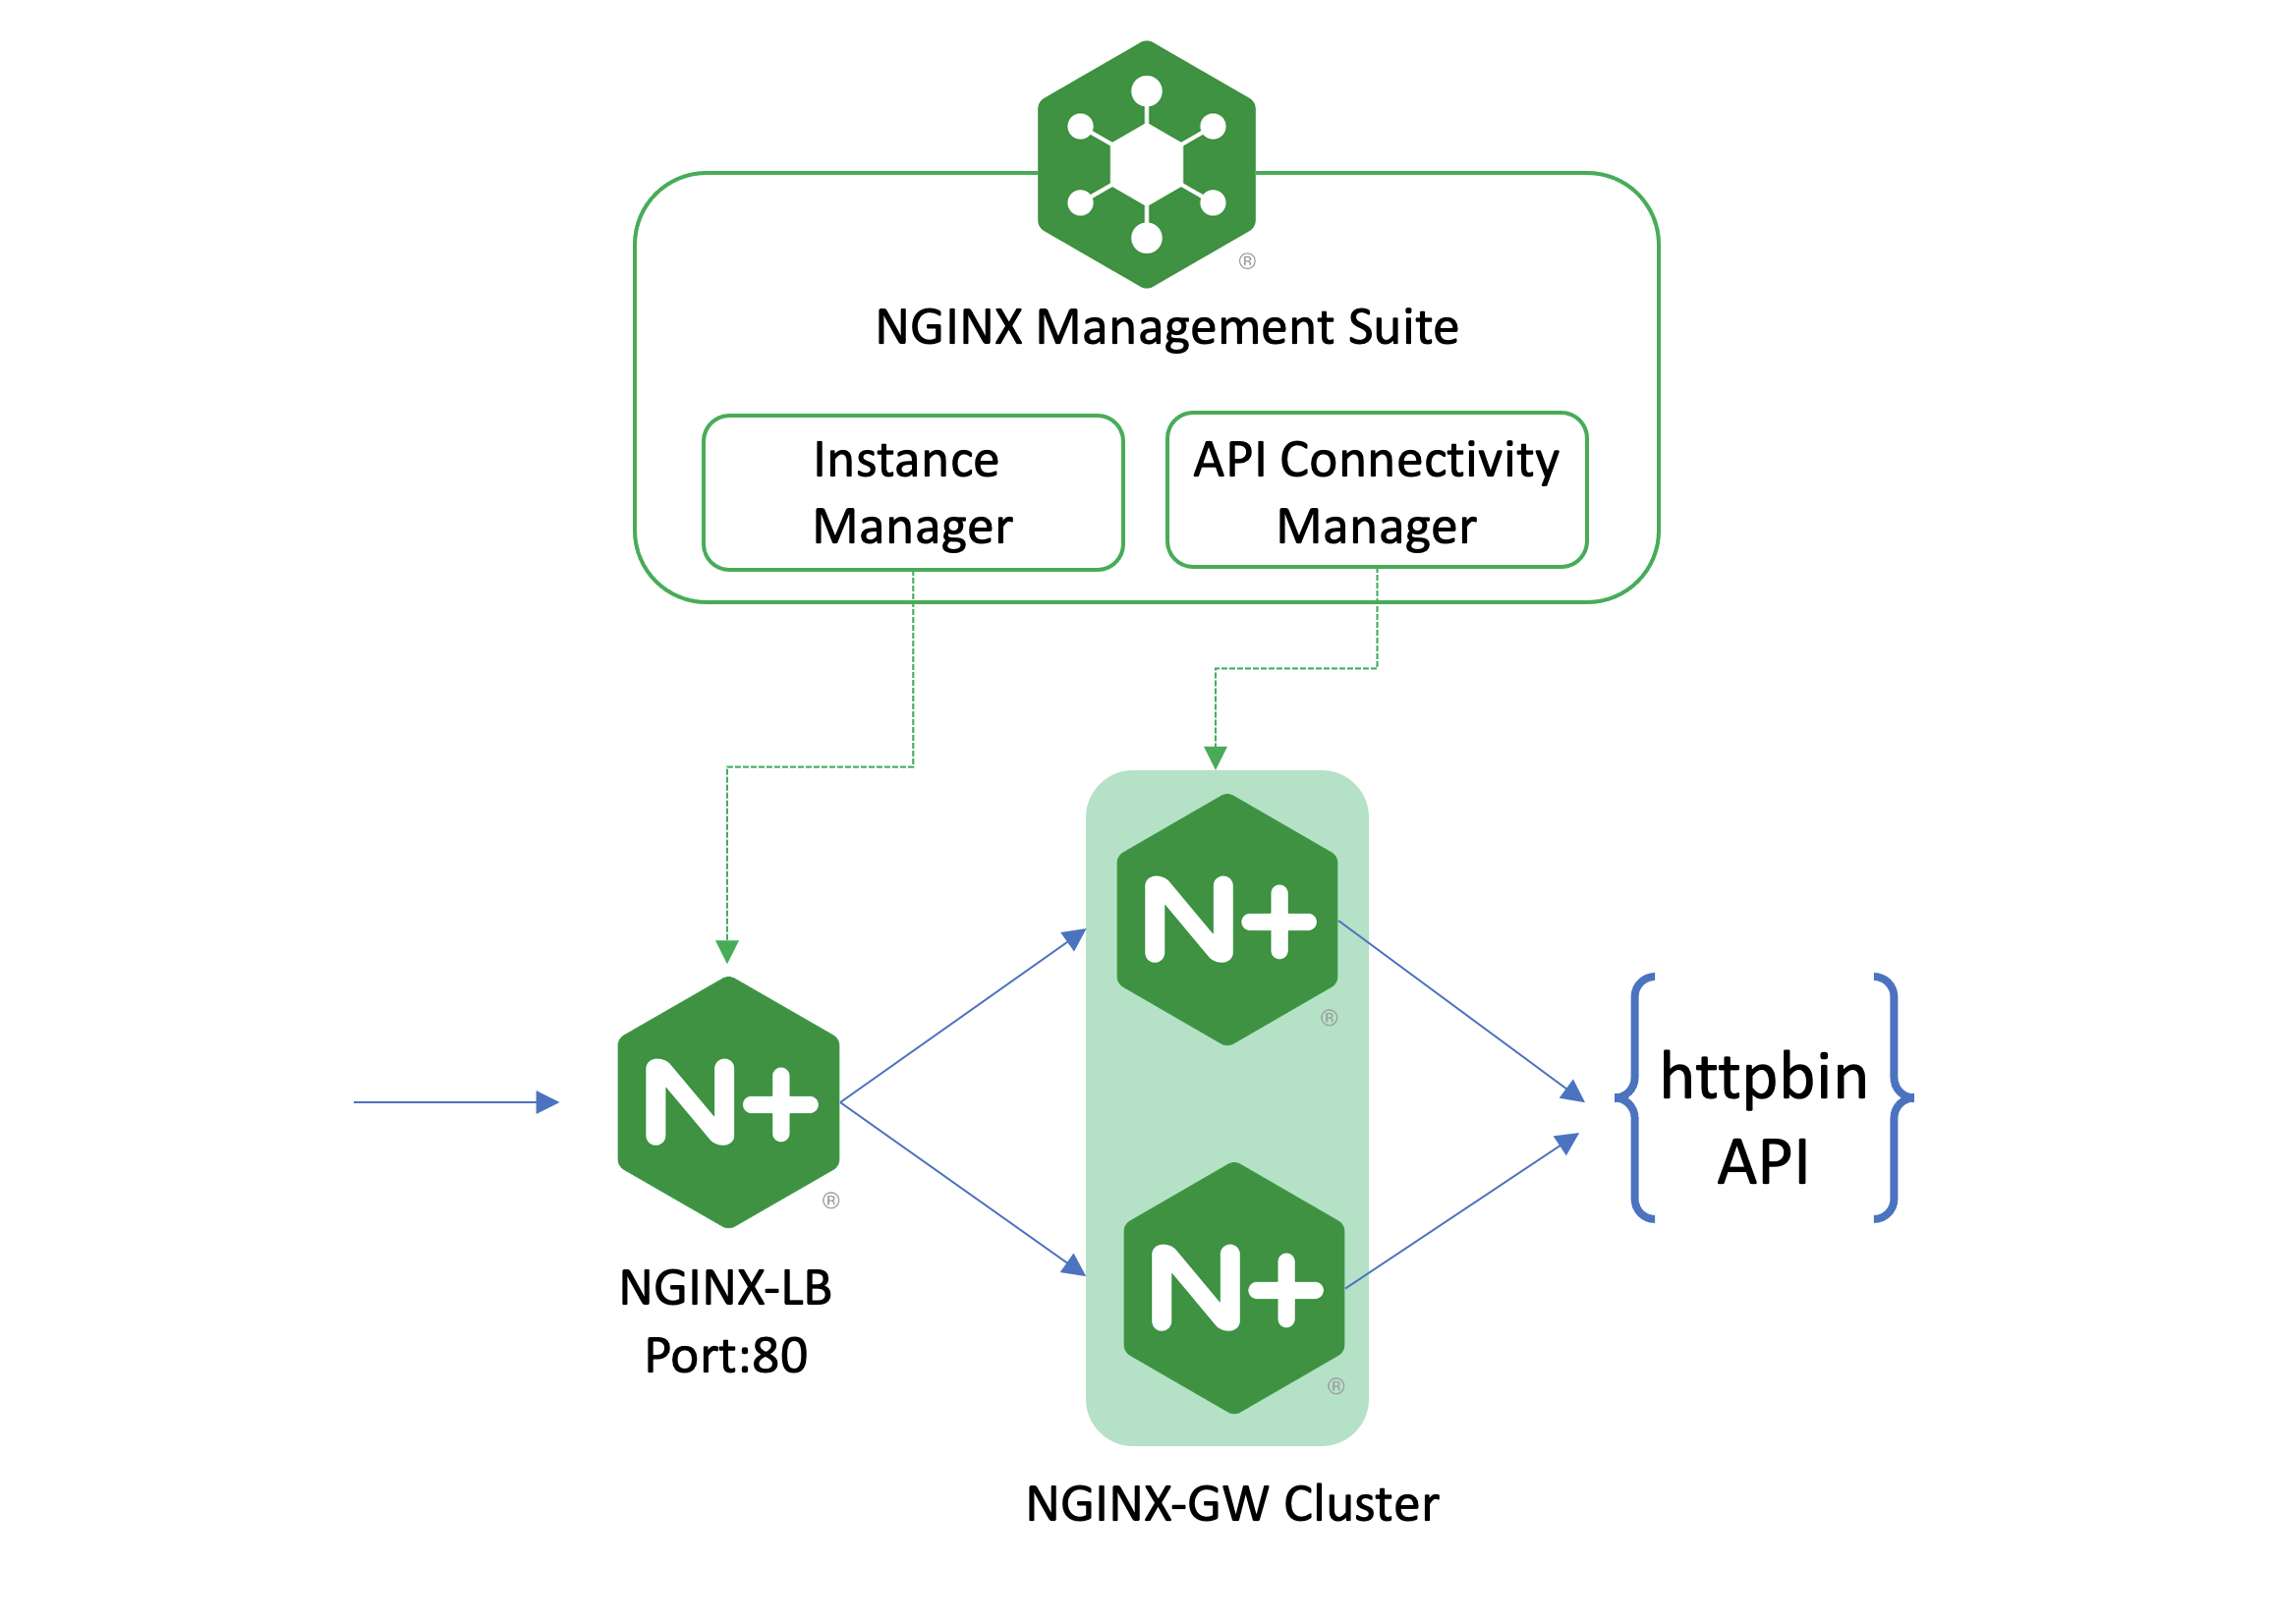 ®
NGINX Management Suite
Instance
Manager
API Connectivity
Manager
N+
®
N+
®
httpbin
API
N+
®
NGINX-LB
Port:80
NGINX-GW Cluster